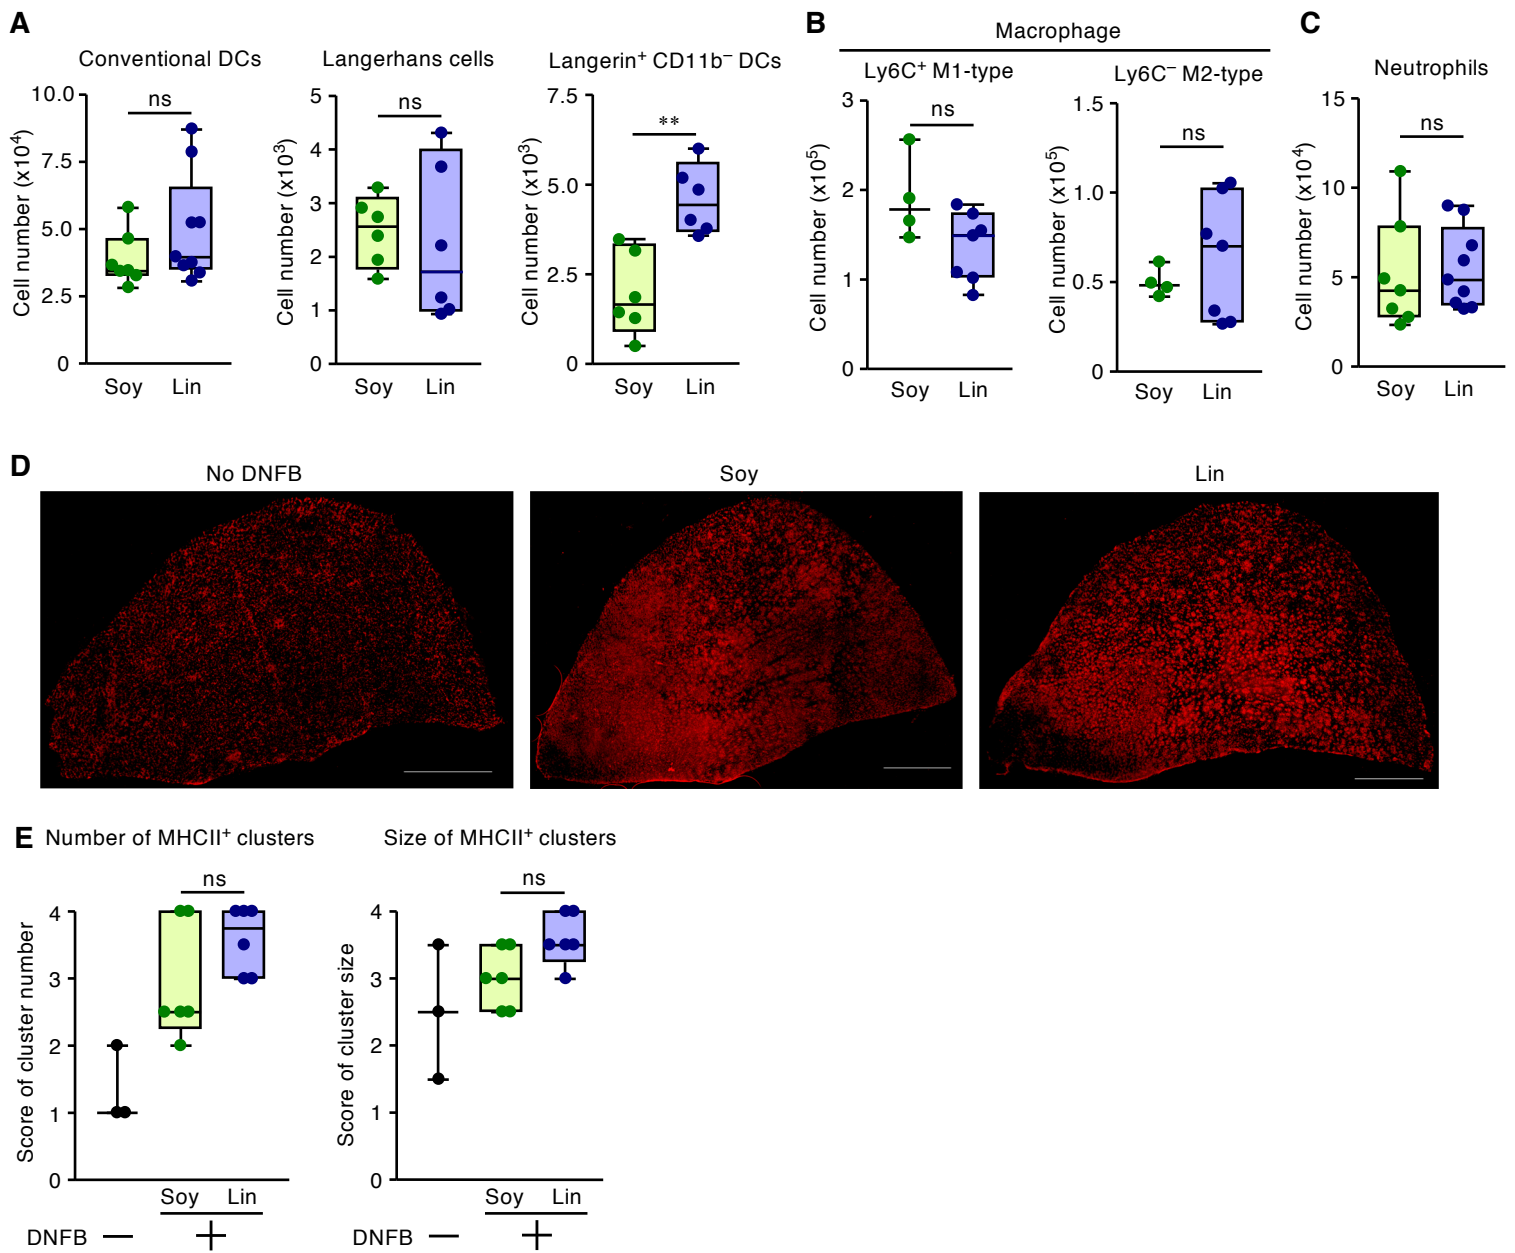 A
Conventional DCs
Langerhans cells
Langerin+ CD11b– DCs
Cell number (x10⁴)
10.0
7.5
5.0
2.5
0
ns
Soy Lin
Cell number (x10³)
5
4
3
2
1
0
ns
Soy Lin
Cell number (x10³)
7.5
5.0
2.5
0
**
Soy Lin
B
Macrophage
Ly6C+ M1-type
Ly6C– M2-type
Cell number (x10⁵)
3
2
1
0
ns
Soy Lin
Cell number (x10⁵)
1.5
1.0
0.5
0
ns
Soy Lin
C
Neutrophils
Cell number (x10⁴)
15
10
5
0
ns
Soy Lin
D
No DNFB
Soy
Lin
E
Number of MHCII+ clusters
Size of MHCII+ clusters
Score of cluster number
4
3
2
1
0
ns
Soy Lin
DNFB — +
Score of cluster size
4
3
2
1
0
ns
Soy Lin
DNFB — +